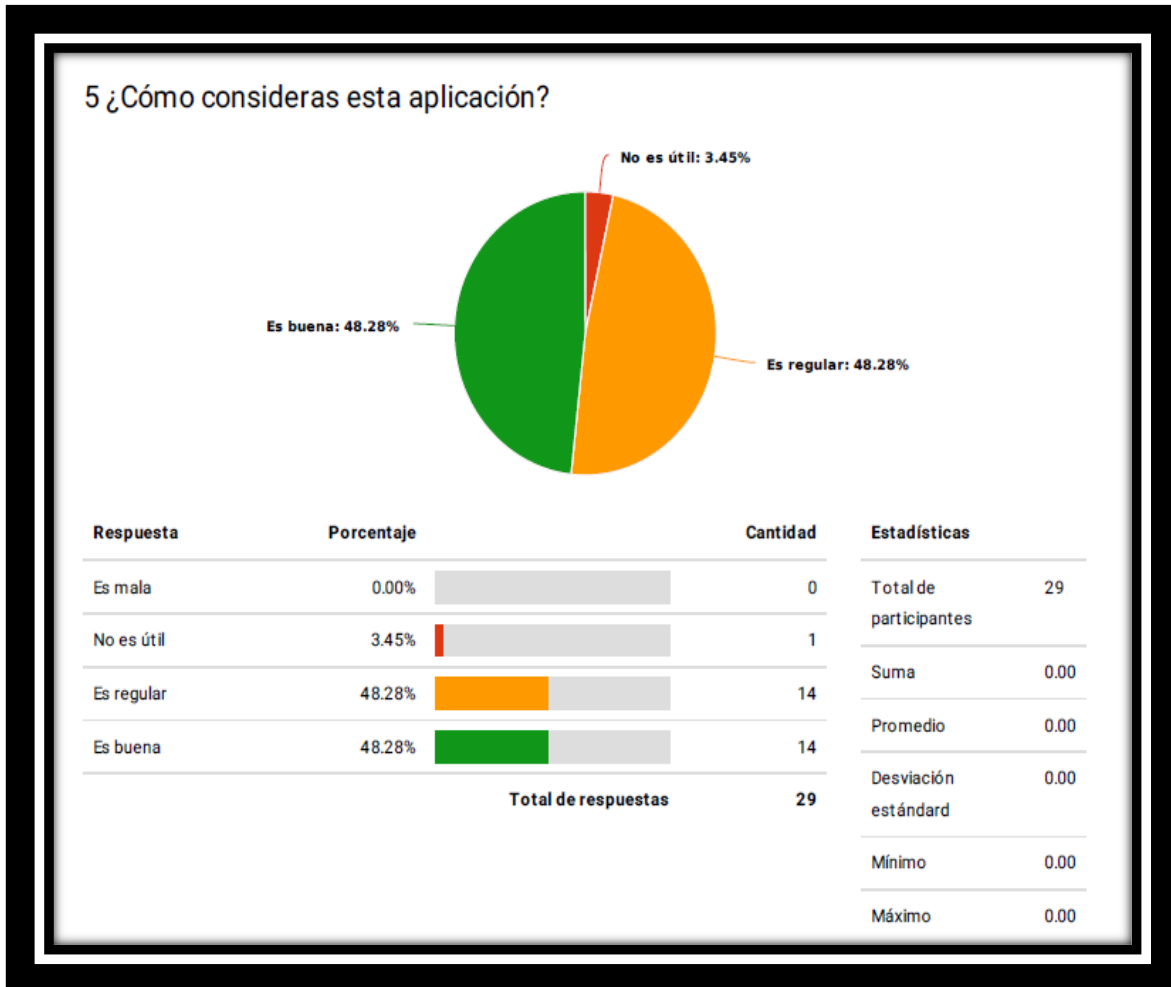 5 ¿Cómo consideras esta aplicación?
No es útil: 3.45%
Es buena: 48.28%
Es regular: 48.28%
Respuesta Porcentaje Cantidad
Es mala 0.00% 0
No es útil 3.45% 1
Es regular 48.28% 14
Es buena 48.28% 14
Total de respuestas 29
Estadísticas
Total de 29
participantes
Suma 0.00
Promedio 0.00
Desviación 0.00
estándard
Mínimo 0.00
Máximo 0.00